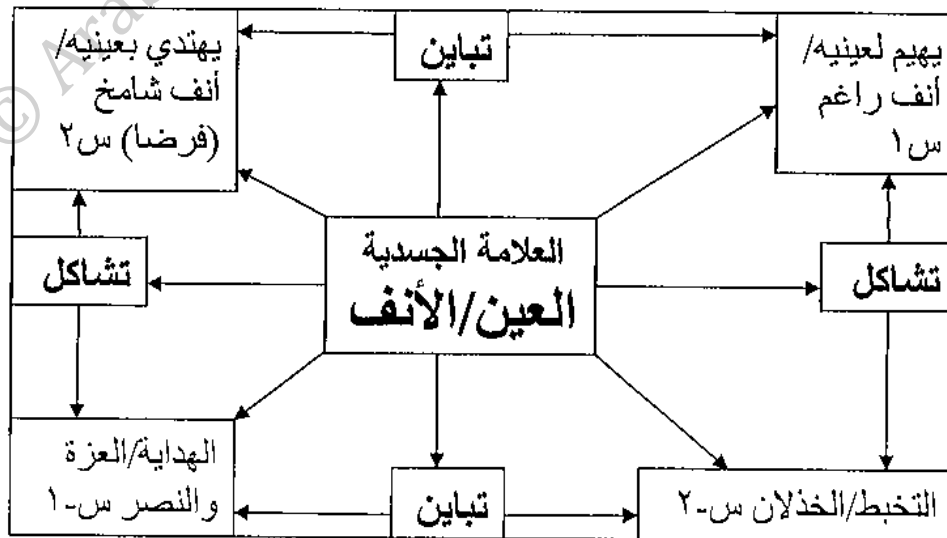 يهيم لعينيه/
أنف راغم
س١
تباين
يهتدي بعينيه/
أنف شامخ
(فرضا) س٢
تشاكل
العلامة الجسدية
العين/الأنف
تشاكل
التخبط/الخذلان س-٢
تباين
الهداية/العزة
والنصر س-١
© Ara